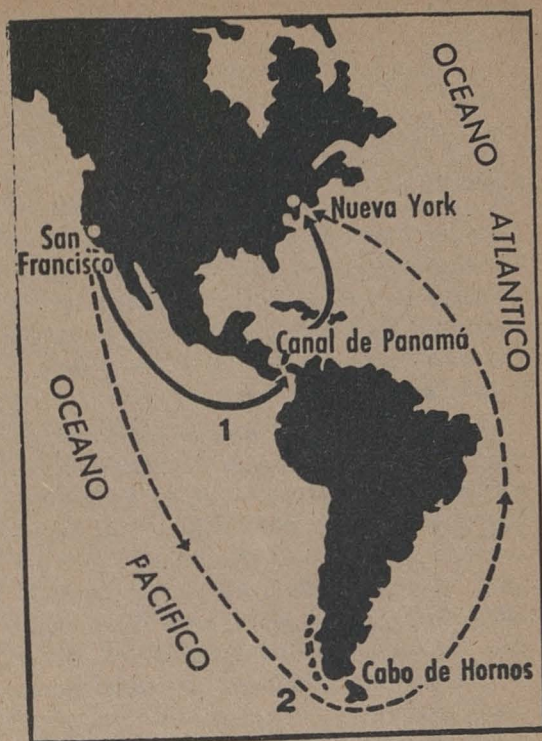 OCEANO
ATLANTICO
Nueva York
San
Francisco
Canal de Panamá
OCEANO
PACIFICO
1
Cabo de Hornos
2